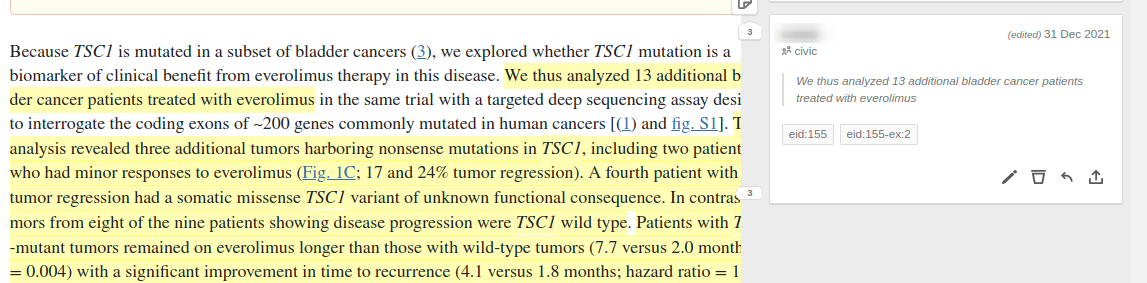 3
Because TSC1 is mutated in a subset of bladder cancers (3), we explored whether TSC1 mutation is a
biomarker of clinical benefit from everolimus therapy in this disease. We thus analyzed 13 additional b
der cancer patients treated with everolimus in the same trial with a targeted deep sequencing assay desi
to interrogate the coding exons of ~200 genes commonly mutated in human cancers [(1) and fig. S1]. T
analysis revealed three additional tumors harboring nonsense mutations in TSC1, including two patient
who had minor responses to everolimus (Fig. 1C; 17 and 24% tumor regression). A fourth patient with
3
tumor regression had a somatic missense TSC1 variant of unknown functional consequence. In contras
mors from eight of the nine patients showing disease progression were TSC1 wild type. Patients with T
-mutant tumors remained on everolimus longer than those with wild-type tumors (7.7 versus 2.0 month
= 0.004) with a significant improvement in time to recurrence (4.1 versus 1.8 months; hazard ratio = 1
(edited) 31 Dec 2021
civic
We thus analyzed 13 additional bladder cancer patients
treated with everolimus
eid:155 eid:155-ex:2